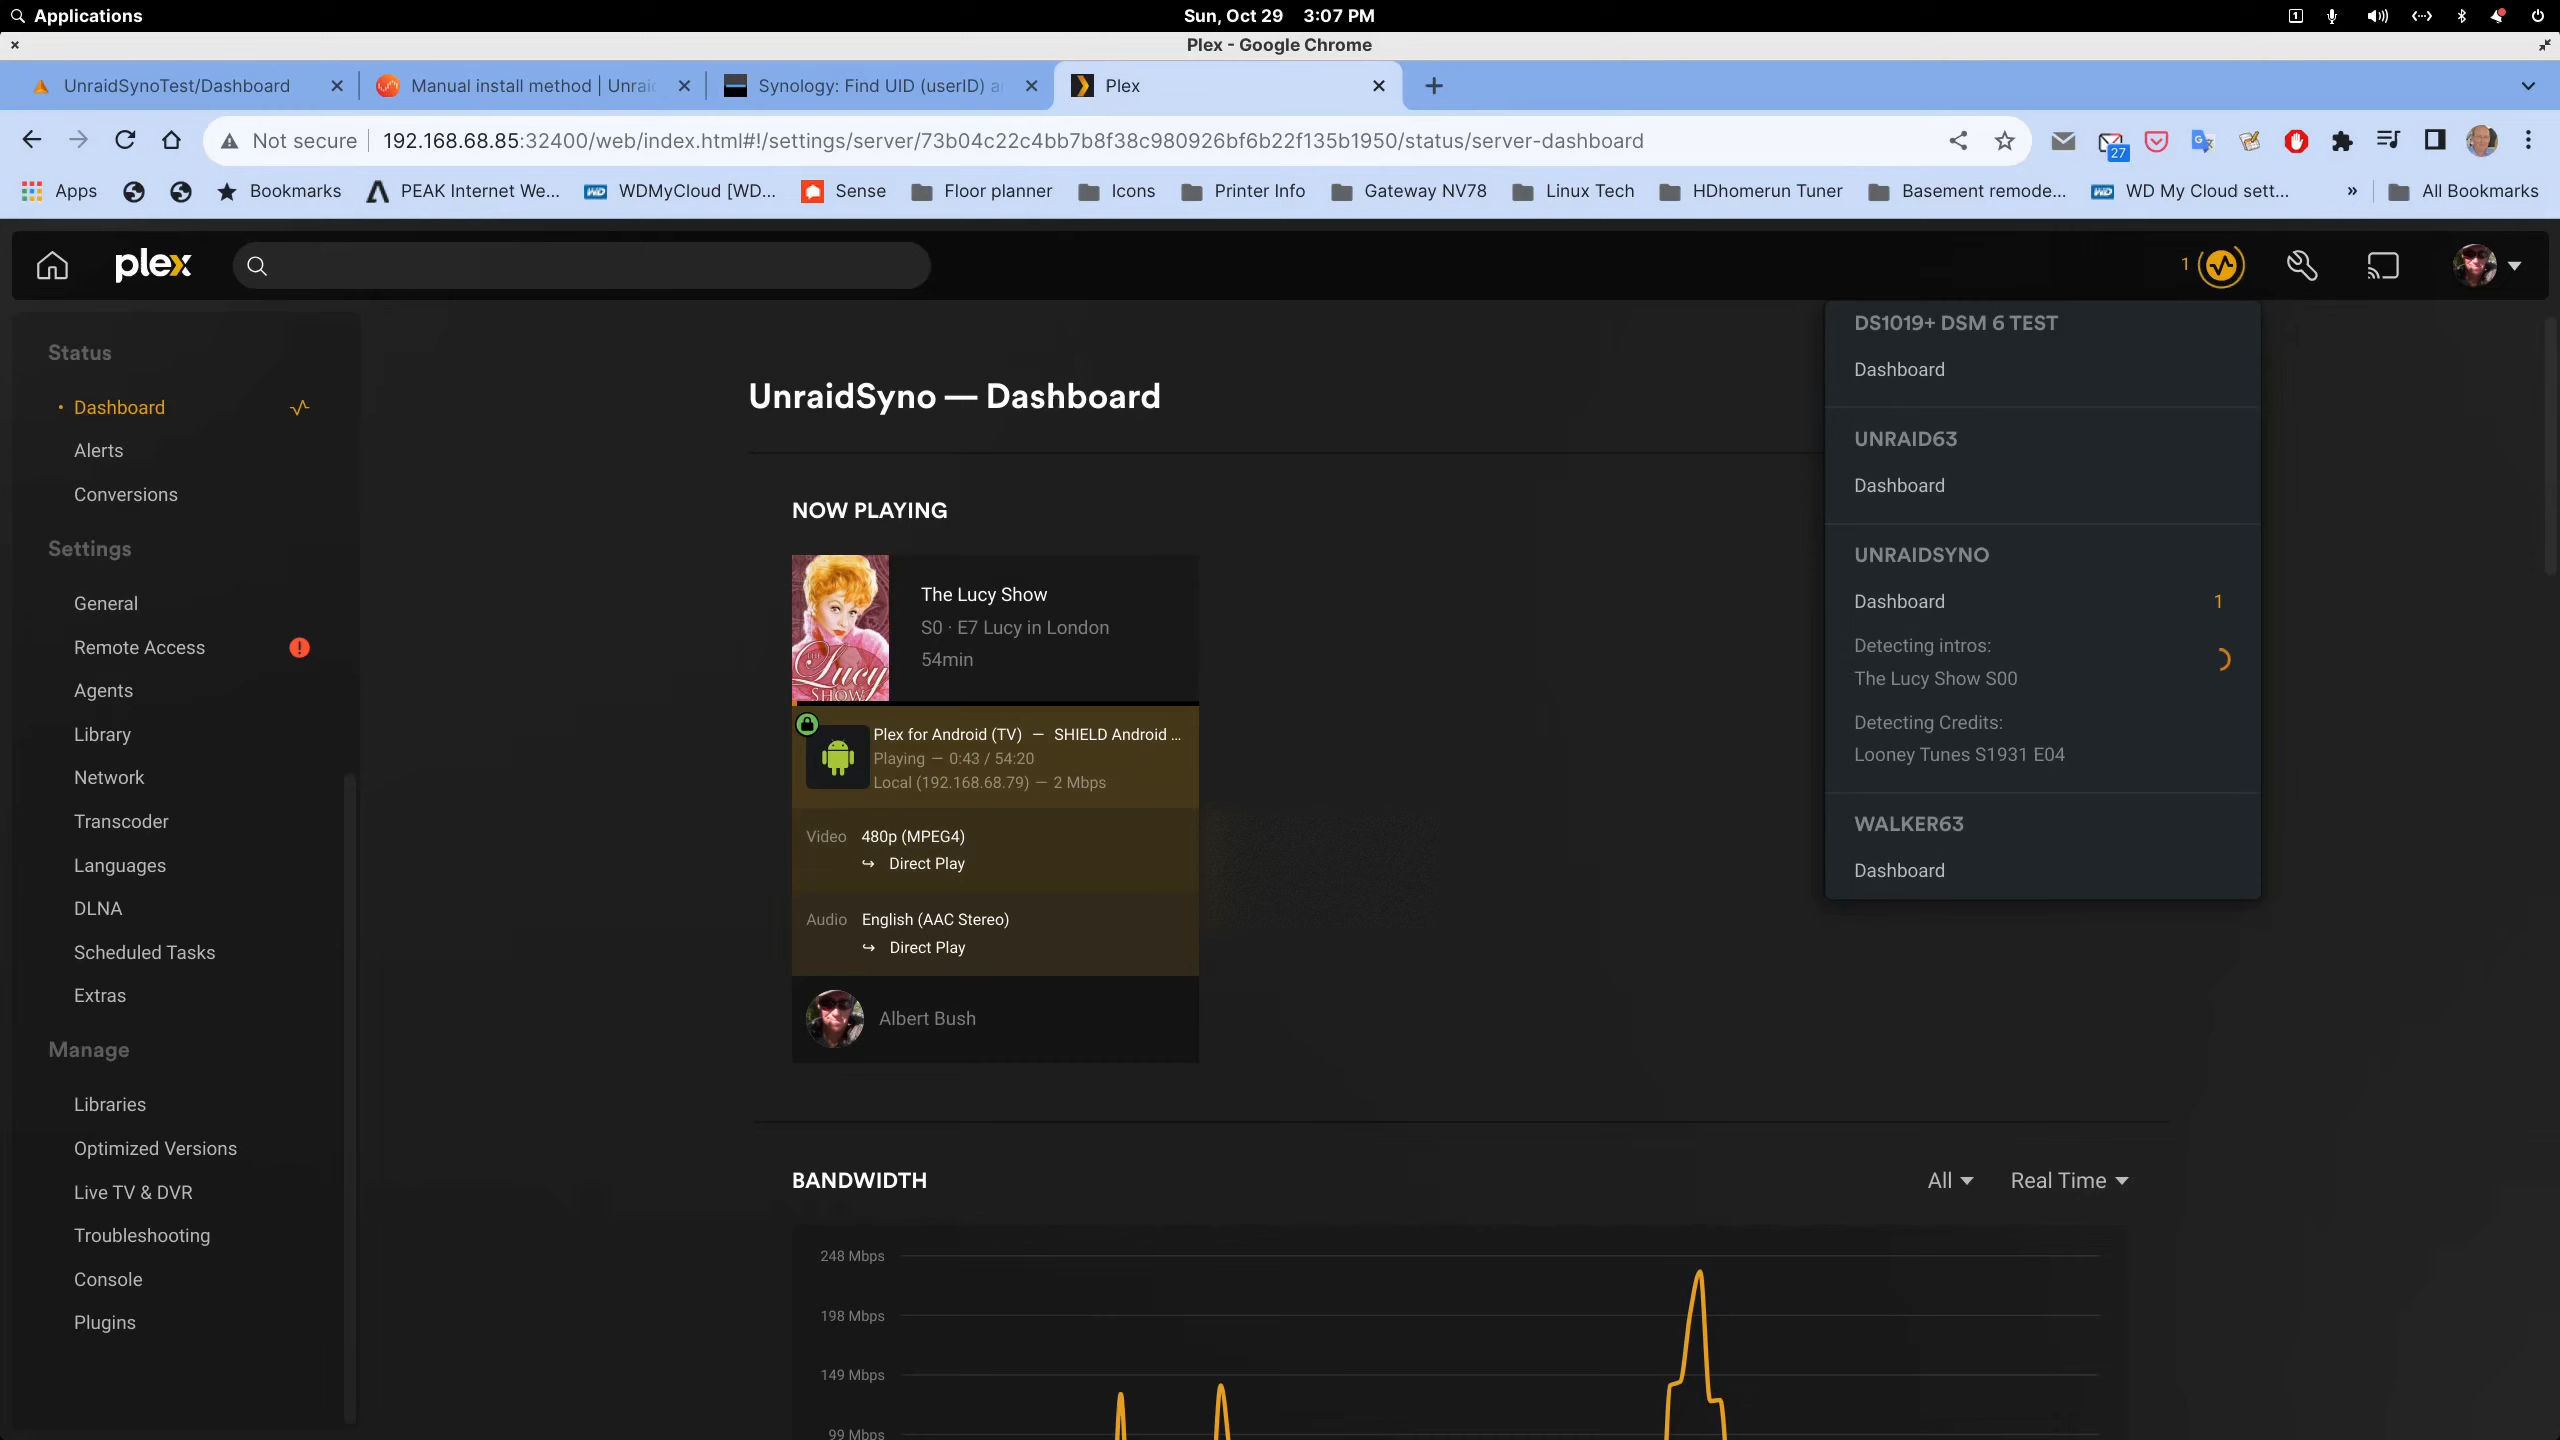 Applications
Sun, Oct 29 3:07 PM
1
Plex - Google Chrome
UnraidSynoTest/Dashboard
Manual install method | Unraid
Synology: Find UID (userID) a
Plex
Not secure
192.168.68.85:32400/web/index.html#!/settings/server/73b04c22c4bb7b8f38c980926bf6b22f135b1950/status/server-dashboard
27
Apps
Bookmarks
PEAK Internet We...
WD WDMyCloud [WD...
Sense
Floor planner
Icons
Printer Info
Gateway NV78
Linux Tech
HDhomerun Tuner
Basement remode...
WD WD My Cloud sett...
»
All Bookmarks
plex
1
Status
Dashboard
Alerts
Conversions
Settings
General
Remote Access
Agents
Library
Network
Transcoder
Languages
DLNA
Scheduled Tasks
Extras
Manage
Libraries
Optimized Versions
Live TV & DVR
Troubleshooting
Console
Plugins
UnraidSyno — Dashboard
NOW PLAYING
The Lucy Show
S0 · E7 Lucy in London
54min
THE
Lucy
SHOW
Plex for Android (TV) — SHIELD Android ...
Playing — 0:43 / 54:20
Local (192.168.68.79) — 2 Mbps
Video 480p (MPEG4)
↪ Direct Play
Audio English (AAC Stereo)
↪ Direct Play
Albert Bush
DS1019+ DSM 6 TEST
Dashboard
UNRAID63
Dashboard
UNRAIDSYNO
Dashboard 1
Detecting intros:
The Lucy Show S00
Detecting Credits:
Looney Tunes S1931 E04
WALKER63
Dashboard
BANDWIDTH
All
Real Time
248 Mbps
198 Mbps
149 Mbps
99 Mbps